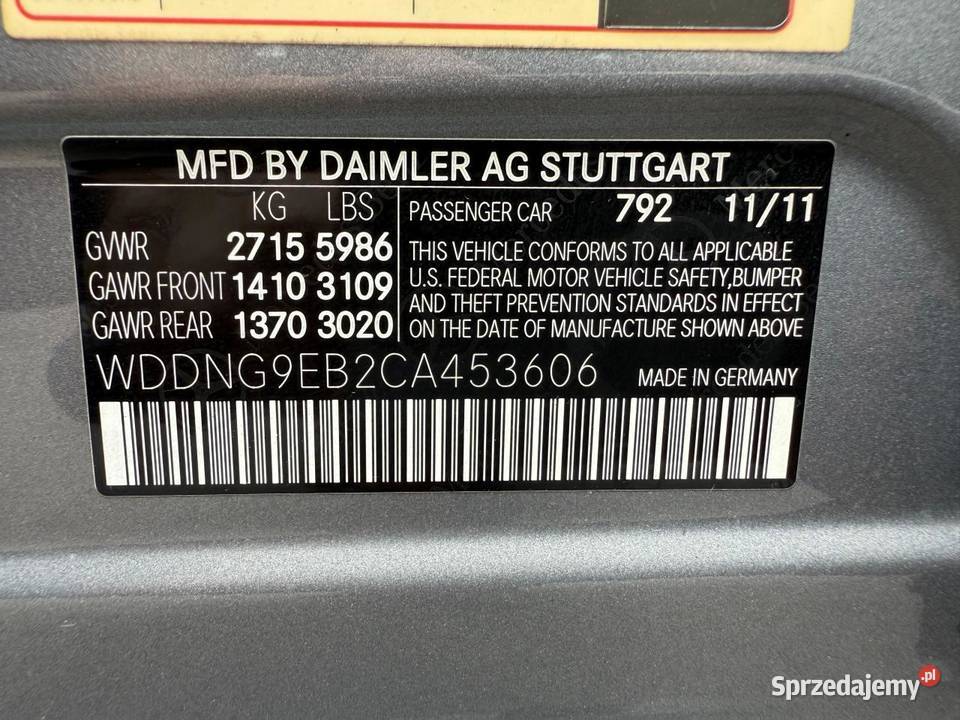 MFD BY DAIMLER AG STUTTGART
KG LBS
GVWR 2715 5986
GAWR FRONT 1410 3109
GAWR REAR 1370 3020
PASSENGER CAR 792 11/11
THIS VEHICLE CONFORMS TO ALL APPLICABLE
U.S. FEDERAL MOTOR VEHICLE SAFETY,BUMPER
AND THEFT PREVENTION STANDARDS IN EFFECT
ON THE DATE OF MANUFACTURE SHOWN ABOVE
WDDNG9EB2CA453606 MADE IN GERMANY
Sprzedajemy.pl